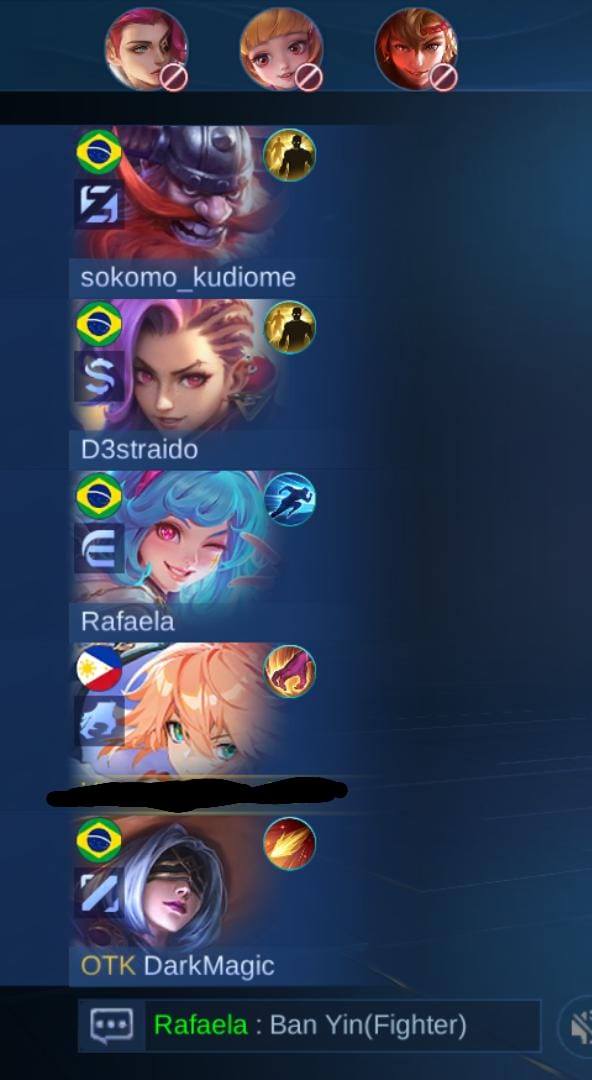 sokomo_kudiome
D3straido
Rafaela
OTK DarkMagic
Rafaela : Ban Yin(Fighter)